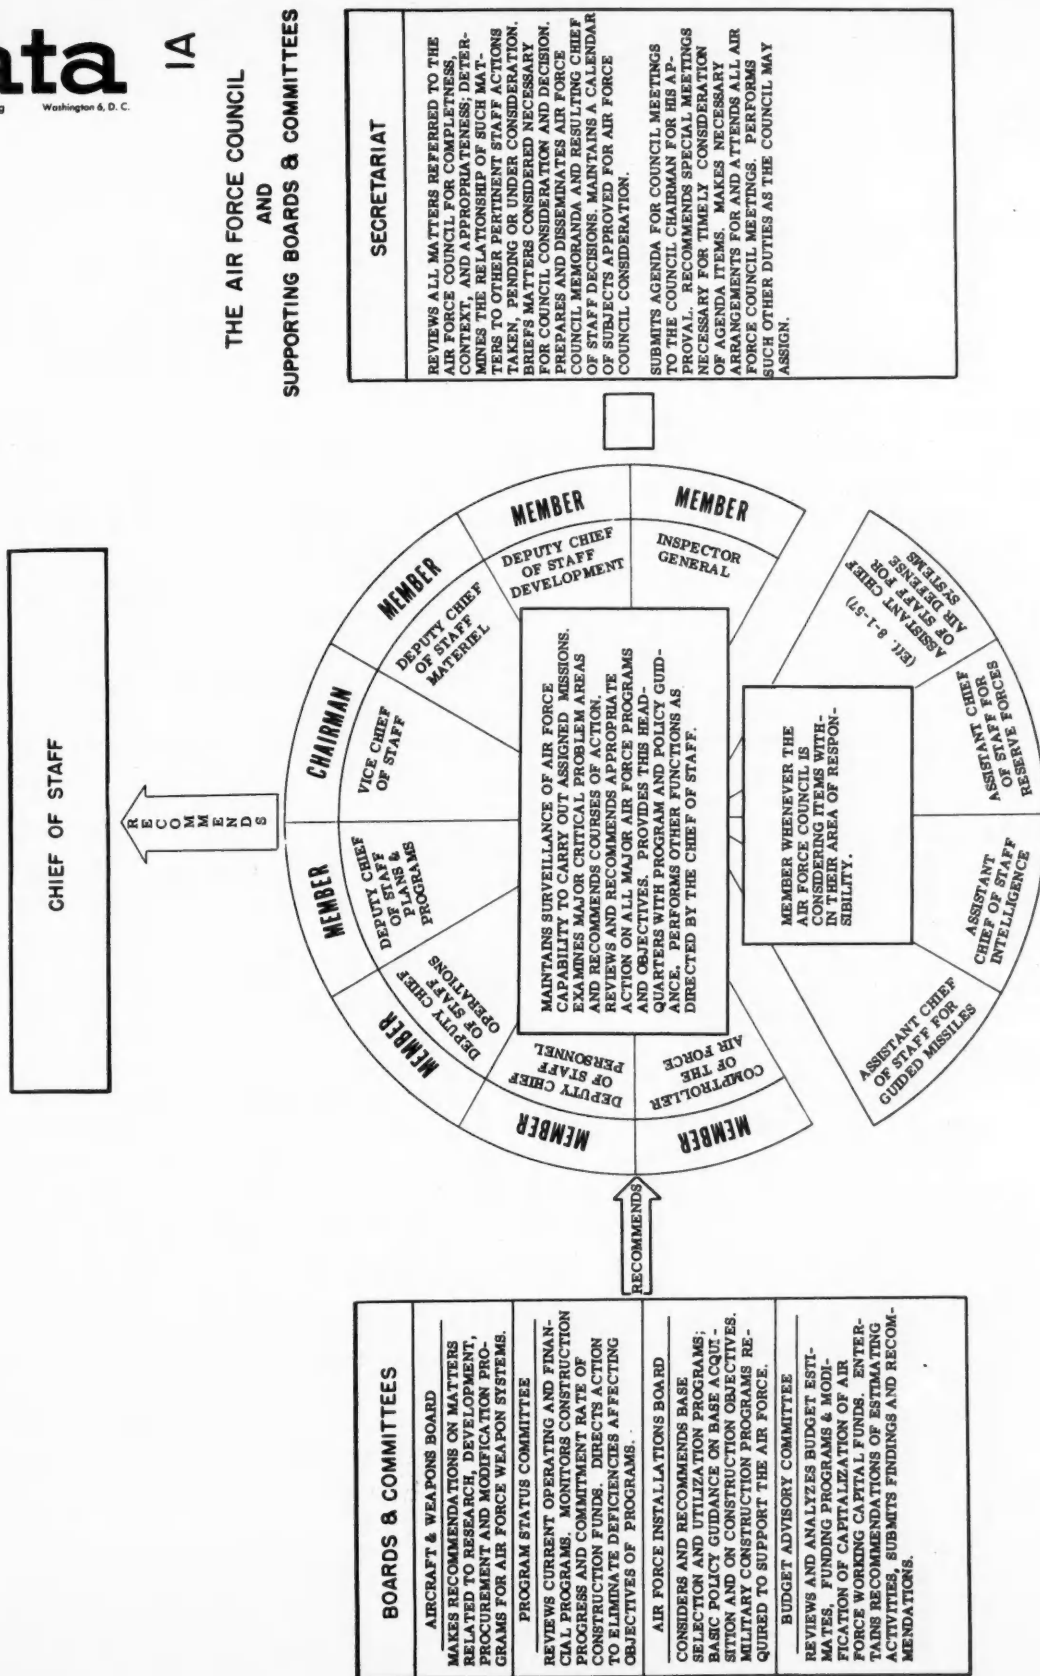 ata
g
Washington 6, D. C.
1A
THE AIR FORCE COUNCIL
AND
SUPPORTING BOARDS & COMMITTEES
CHIEF OF STAFF
RECOMMENDS
BOARDS & COMMITTEES
AIRCRAFT & WEAPONS BOARD
MAKES RECOMMENDATIONS ON MATTERS
RELATED TO RESEARCH, DEVELOPMENT,
PROCUREMENT AND MODIFICATION PRO-
GRAMS FOR AIR FORCE WEAPON SYSTEMS.
PROGRAM STATUS COMMITTEE
REVIEWS CURRENT OPERATING AND FINAN-
CIAL PROGRAMS. MONITORS CONSTRUCTION
PROGRESS AND COMMITMENT RATE OF
CONSTRUCTION FUNDS. DIRECTS ACTION
TO ELIMINATE DEFICIENCIES AFFECTING
OBJECTIVES OF PROGRAMS.
AIR FORCE INSTALLATIONS BOARD
CONSIDERS AND RECOMMENDS BASE
SELECTION AND UTILIZATION PROGRAMS;
BASIC POLICY GUIDANCE ON BASE ACQUI-
SITION AND ON CONSTRUCTION OBJECTIVES.
MILITARY CONSTRUCTION PROGRAMS RE-
QUIRED TO SUPPORT THE AIR FORCE.
BUDGET ADVISORY COMMITTEE
REVIEWS AND ANALYZES BUDGET ESTI-
MATES, FUNDING PROGRAMS & MODI-
FICATION OF CAPITALIZATION OF AIR
FORCE WORKING CAPITAL FUNDS. ENTER-
TAINS RECOMMENDATIONS OF ESTIMATING
ACTIVITIES, SUBMITS FINDINGS AND RECOM-
MENDATIONS.
RECOMMENDS
MEMBER
COMPTROLLER
OF THE
AIR FORCE
MEMBER
DEPUTY CHIEF
OF STAFF
PERSONNEL
MEMBER
DEPUTY CHIEF
OF STAFF
OPERATIONS
MEMBER
DEPUTY CHIEF
OF STAFF
PLANS &
PROGRAMS
CHAIRMAN
VICE CHIEF
OF STAFF
MEMBER
DEPUTY CHIEF
OF STAFF
MATERIEL
MEMBER
DEPUTY CHIEF
OF STAFF
DEVELOPMENT
MEMBER
INSPECTOR
GENERAL
MAINTAINS SURVEILLANCE OF AIR FORCE
CAPABILITY TO CARRY OUT ASSIGNED MISSIONS.
EXAMINES MAJOR CRITICAL PROBLEM AREAS
AND RECOMMENDS COURSES OF ACTION.
REVIEWS AND RECOMMENDS APPROPRIATE
ACTION ON ALL MAJOR AIR FORCE PROGRAMS
AND OBJECTIVES. PROVIDES THIS HEAD-
QUARTERS WITH PROGRAM AND POLICY GUID-
ANCE. PERFORMS OTHER FUNCTIONS AS
DIRECTED BY THE CHIEF OF STAFF.
MEMBER WHENEVER THE
AIR FORCE COUNCIL IS
CONSIDERING ITEMS WITH-
IN THEIR AREA OF RESPON-
SIBILITY.
ASSISTANT CHIEF
OF STAFF FOR
GUIDED MISSILES
ASSISTANT
CHIEF OF STAFF
INTELLIGENCE
ASSISTANT CHIEF
OF STAFF FOR
RESERVE FORCES
(Eff. 8-1-57)
ASSISTANT CHIEF
OF STAFF FOR
AIR DEFENSE
SYSTEMS
SECRETARIAT
REVIEWS ALL MATTERS REFERRED TO THE
AIR FORCE COUNCIL FOR COMPLETNESS,
CONTEXT, AND APPROPRIATENESS; DETER-
MINES THE RELATIONSHIP OF SUCH MAT-
TERS TO OTHER PERTINENT STAFF ACTIONS
TAKEN, PENDING OR UNDER CONSIDERATION.
BRIEFS MATTERS CONSIDERED NECESSARY
FOR COUNCIL CONSIDERATION AND DECISION.
PREPARES AND DISSEMINATES AIR FORCE
COUNCIL MEMORANDA AND RESULTING CHIEF
OF STAFF DECISIONS. MAINTAINS A CALENDAR
OF SUBJECTS APPROVED FOR AIR FORCE
COUNCIL CONSIDERATION.
SUBMITS AGENDA FOR COUNCIL MEETINGS
TO THE COUNCIL CHAIRMAN FOR HIS AP-
PROVAL. RECOMMENDS SPECIAL MEETINGS
NECESSARY FOR TIMELY CONSIDERATION
OF AGENDA ITEMS. MAKES NECESSARY
ARRANGEMENTS FOR AND ATTENDS ALL AIR
FORCE COUNCIL MEETINGS. PERFORMS
SUCH OTHER DUTIES AS THE COUNCIL MAY
ASSIGN.